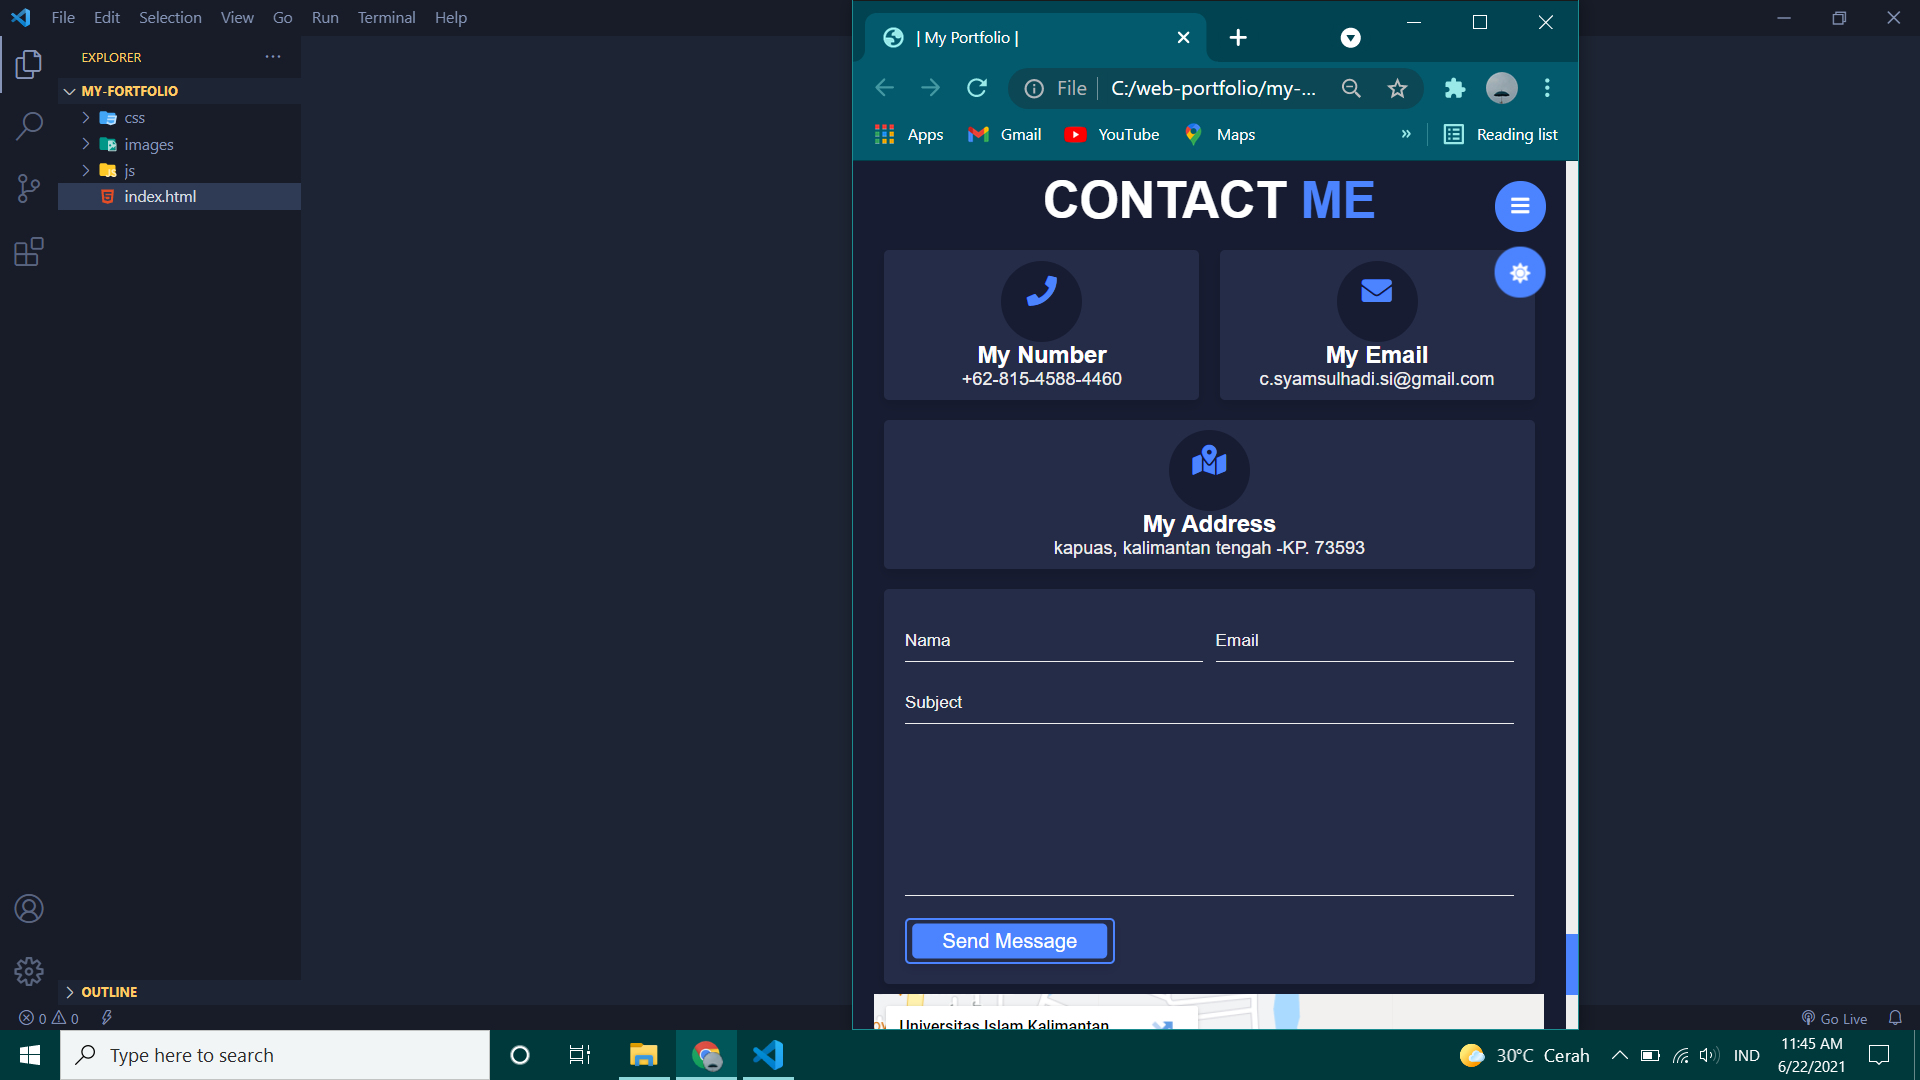 File Edit Selection View Go Run Terminal Help
EXPLORER
MY-FORTFOLIO
css
images
js
index.html
OUTLINE
0 0
Go Live
| My Portfolio |
File C:/web-portfolio/my-...
Apps Gmail YouTube Maps » Reading list
CONTACT ME
My Number
+62-815-4588-4460
My Email
c.syamsulhadi.si@gmail.com
My Address
kapuas, kalimantan tengah -KP. 73593
Nama Email
Subject
Send Message
Universitas Islam Kalimantan
Type here to search
30°C Cerah
IND
11:45 AM
6/22/2021